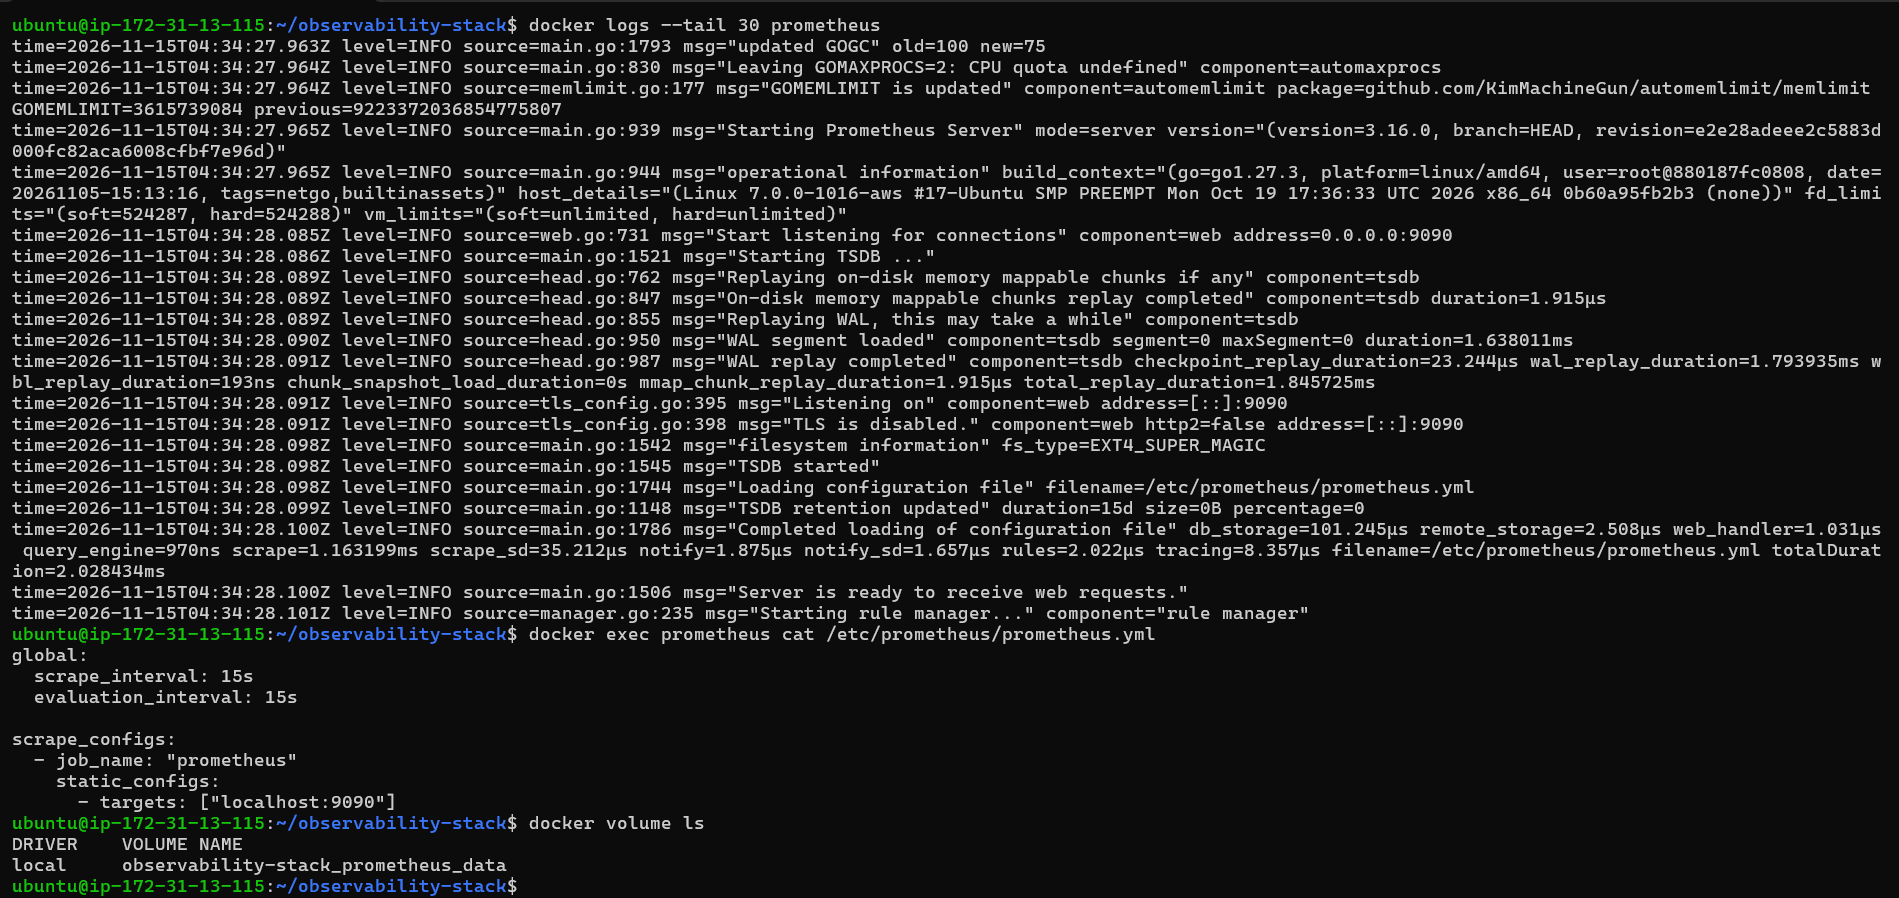 ubuntu@ip-172-31-13-115:~/observability-stack$ docker logs --tail 30 prometheus
time=2026-11-15T04:34:27.963Z level=INFO source=main.go:1793 msg="updated GOGC" old=100 new=75
time=2026-11-15T04:34:27.964Z level=INFO source=main.go:830 msg="Leaving GOMAXPROCS=2: CPU quota undefined" component=automaxprocs
time=2026-11-15T04:34:27.964Z level=INFO source=memlimit.go:177 msg="GOMEMLIMIT is updated" component=automemlimit package=github.com/KimMachineGun/automemlimit/memlimit
GOMEMLIMIT=3615739084 previous=9223372036854775807
time=2026-11-15T04:34:27.965Z level=INFO source=main.go:939 msg="Starting Prometheus Server" mode=server version="(version=3.16.0, branch=HEAD, revision=e2e28adeee2c5883d
000fc82aca6008cfbf7e96d)"
time=2026-11-15T04:34:27.965Z level=INFO source=main.go:944 msg="operational information" build_context="(go=go1.27.3, platform=linux/amd64, user=root@880187fc0808, date=
20261105-15:13:16, tags=netgo,builtinassets)" host_details="(Linux 7.0.0-1016-aws #17-Ubuntu SMP PREEMPT Mon Oct 19 17:36:33 UTC 2026 x86_64 0b60a95fb2b3 (none))" fd_limi
ts="(soft=524287, hard=524288)" vm_limits="(soft=unlimited, hard=unlimited)"
time=2026-11-15T04:34:28.085Z level=INFO source=web.go:731 msg="Start listening for connections" component=web address=0.0.0.0:9090
time=2026-11-15T04:34:28.086Z level=INFO source=main.go:1521 msg="Starting TSDB ..."
time=2026-11-15T04:34:28.089Z level=INFO source=head.go:762 msg="Replaying on-disk memory mappable chunks if any" component=tsdb
time=2026-11-15T04:34:28.089Z level=INFO source=head.go:847 msg="On-disk memory mappable chunks replay completed" component=tsdb duration=1.915µs
time=2026-11-15T04:34:28.089Z level=INFO source=head.go:855 msg="Replaying WAL, this may take a while" component=tsdb
time=2026-11-15T04:34:28.090Z level=INFO source=head.go:950 msg="WAL segment loaded" component=tsdb segment=0 maxSegment=0 duration=1.638011ms
time=2026-11-15T04:34:28.091Z level=INFO source=head.go:987 msg="WAL replay completed" component=tsdb checkpoint_replay_duration=23.244µs wal_replay_duration=1.793935ms w
bl_replay_duration=193ns chunk_snapshot_load_duration=0s mmap_chunk_replay_duration=1.915µs total_replay_duration=1.845725ms
time=2026-11-15T04:34:28.091Z level=INFO source=tls_config.go:395 msg="Listening on" component=web address=[::]:9090
time=2026-11-15T04:34:28.091Z level=INFO source=tls_config.go:398 msg="TLS is disabled." component=web http2=false address=[::]:9090
time=2026-11-15T04:34:28.098Z level=INFO source=main.go:1542 msg="filesystem information" fs_type=EXT4_SUPER_MAGIC
time=2026-11-15T04:34:28.098Z level=INFO source=main.go:1545 msg="TSDB started"
time=2026-11-15T04:34:28.098Z level=INFO source=main.go:1744 msg="Loading configuration file" filename=/etc/prometheus/prometheus.yml
time=2026-11-15T04:34:28.099Z level=INFO source=main.go:1148 msg="TSDB retention updated" duration=15d size=0B percentage=0
time=2026-11-15T04:34:28.100Z level=INFO source=main.go:1786 msg="Completed loading of configuration file" db_storage=101.245µs remote_storage=2.508µs web_handler=1.031µs
 query_engine=970ns scrape=1.163199ms scrape_sd=35.212µs notify=1.875µs notify_sd=1.657µs rules=2.022µs tracing=8.357µs filename=/etc/prometheus/prometheus.yml totalDurat
ion=2.028434ms
time=2026-11-15T04:34:28.100Z level=INFO source=main.go:1506 msg="Server is ready to receive web requests."
time=2026-11-15T04:34:28.101Z level=INFO source=manager.go:235 msg="Starting rule manager..." component="rule manager"
ubuntu@ip-172-31-13-115:~/observability-stack$ docker exec prometheus cat /etc/prometheus/prometheus.yml
global:
  scrape_interval: 15s
  evaluation_interval: 15s

scrape_configs:
  - job_name: "prometheus"
    static_configs:
      - targets: ["localhost:9090"]
ubuntu@ip-172-31-13-115:~/observability-stack$ docker volume ls
DRIVER    VOLUME NAME
local     observability-stack_prometheus_data
ubuntu@ip-172-31-13-115:~/observability-stack$